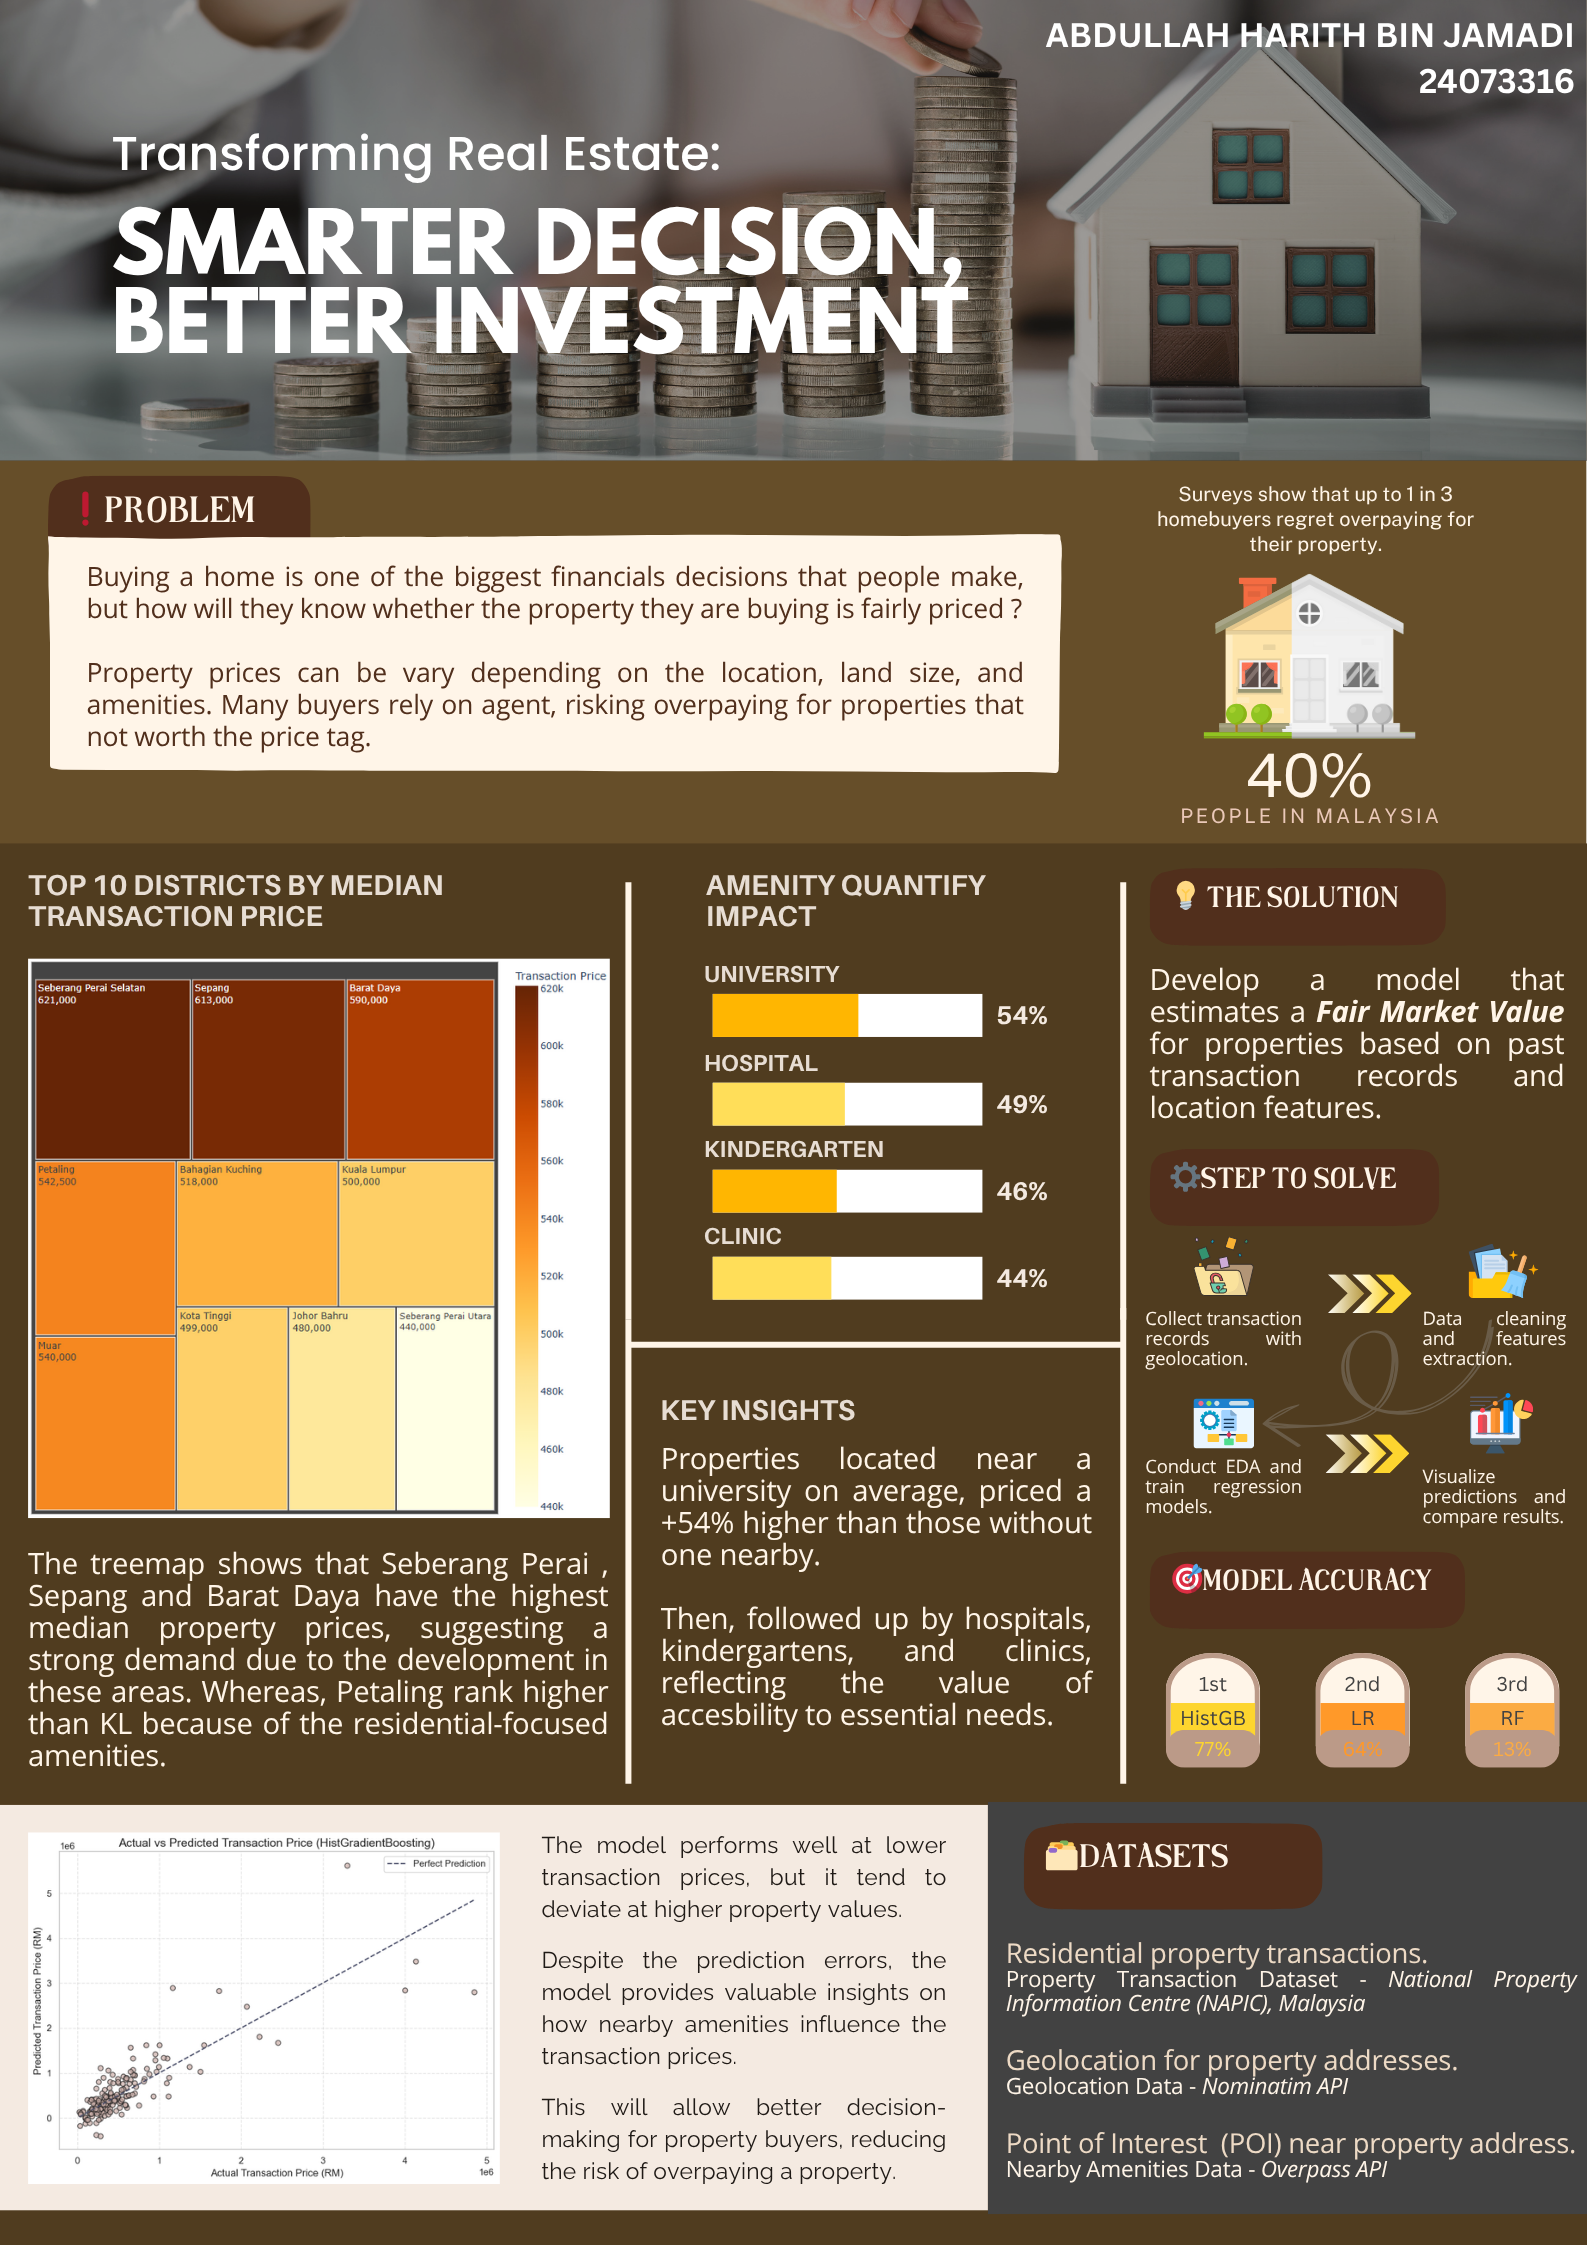 ABDULLAH HARITH BIN JAMADI
24073316
Transforming Real Estate:
SMARTER DECISION,
BETTER INVESTMENT
PROBLEM
Buying a home is one of the biggest financials decisions that people make,
but how will they know whether the property they are buying is fairly priced ?
Property prices can be vary depending on the location, land size, and
amenities. Many buyers rely on agent, risking overpaying for properties that
not worth the price tag.
Surveys show that up to 1 in 3
homebuyers regret overpaying for
their property.
40%
PEOPLE IN MALAYSIA
TOP 10 DISTRICTS BY MEDIAN
TRANSACTION PRICE
Seberang Perai Selatan
621,000
Sepang
613,000
Barat Daya
590,000
Petaling
542,500
Bahagian Kuching
518,000
Kuala Lumpur
500,000
Muar
540,000
Kota Tinggi
499,000
Johor Bahru
480,000
Seberang Perai Utara
440,000
Transaction Price
620k
600k
580k
560k
540k
520k
500k
480k
460k
440k
The treemap shows that Seberang Perai ,
Sepang and Barat Daya have the highest
median property prices, suggesting a
strong demand due to the development in
these areas. Whereas, Petaling rank higher
than KL because of the residential-focused
amenities.
AMENITY QUANTIFY
IMPACT
UNIVERSITY
54%
HOSPITAL
49%
KINDERGARTEN
46%
CLINIC
44%
KEY INSIGHTS
Properties located near a
university on average, priced a
+54% higher than those without
one nearby.
Then, followed up by hospitals,
kindergartens, and clinics,
reflecting the value of
accesbility to essential needs.
THE SOLUTION
Develop a model that
estimates a Fair Market Value
for properties based on past
transaction records and
location features.
STEP TO SOLVE
Collect transaction
records with
geolocation.
Data cleaning
and features
extraction.
Conduct EDA and
train regression
models.
Visualize
predictions and
compare results.
MODEL ACCURACY
1st
HistGB
77%
2nd
LR
64%
3rd
RF
13%
Actual vs Predicted Transaction Price (HistGradientBoosting)
1e6
Perfect Prediction
Predicted Transaction Price (RM)
5
4
3
2
1
0
0 1 2 3 4 5
1e6
Actual Transaction Price (RM)
The model performs well at lower
transaction prices, but it tend to
deviate at higher property values.
Despite the prediction errors, the
model provides valuable insights on
how nearby amenities influence the
transaction prices.
This will allow better decision-
making for property buyers, reducing
the risk of overpaying a property.
DATASETS
Residential property transactions.
Property Transaction Dataset - National Property
Information Centre (NAPIC), Malaysia
Geolocation for property addresses.
Geolocation Data - Nominatim API
Point of Interest (POI) near property address.
Nearby Amenities Data - Overpass API